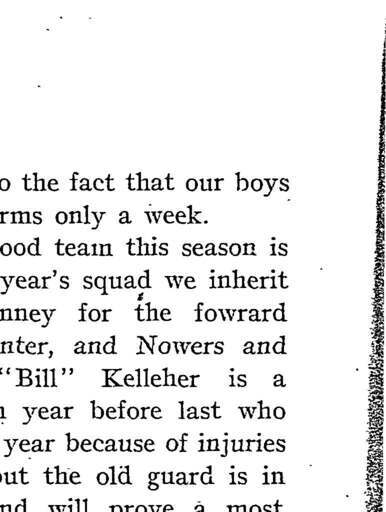 o the fact that our boys
rms only a week.
ood team this season is
year's squad we inherit
nney for the fowrard
nter, and Nowers and
"Bill" Kelleher is a
year before last who
year because of injuries
out the old guard is in
nd will prove a most